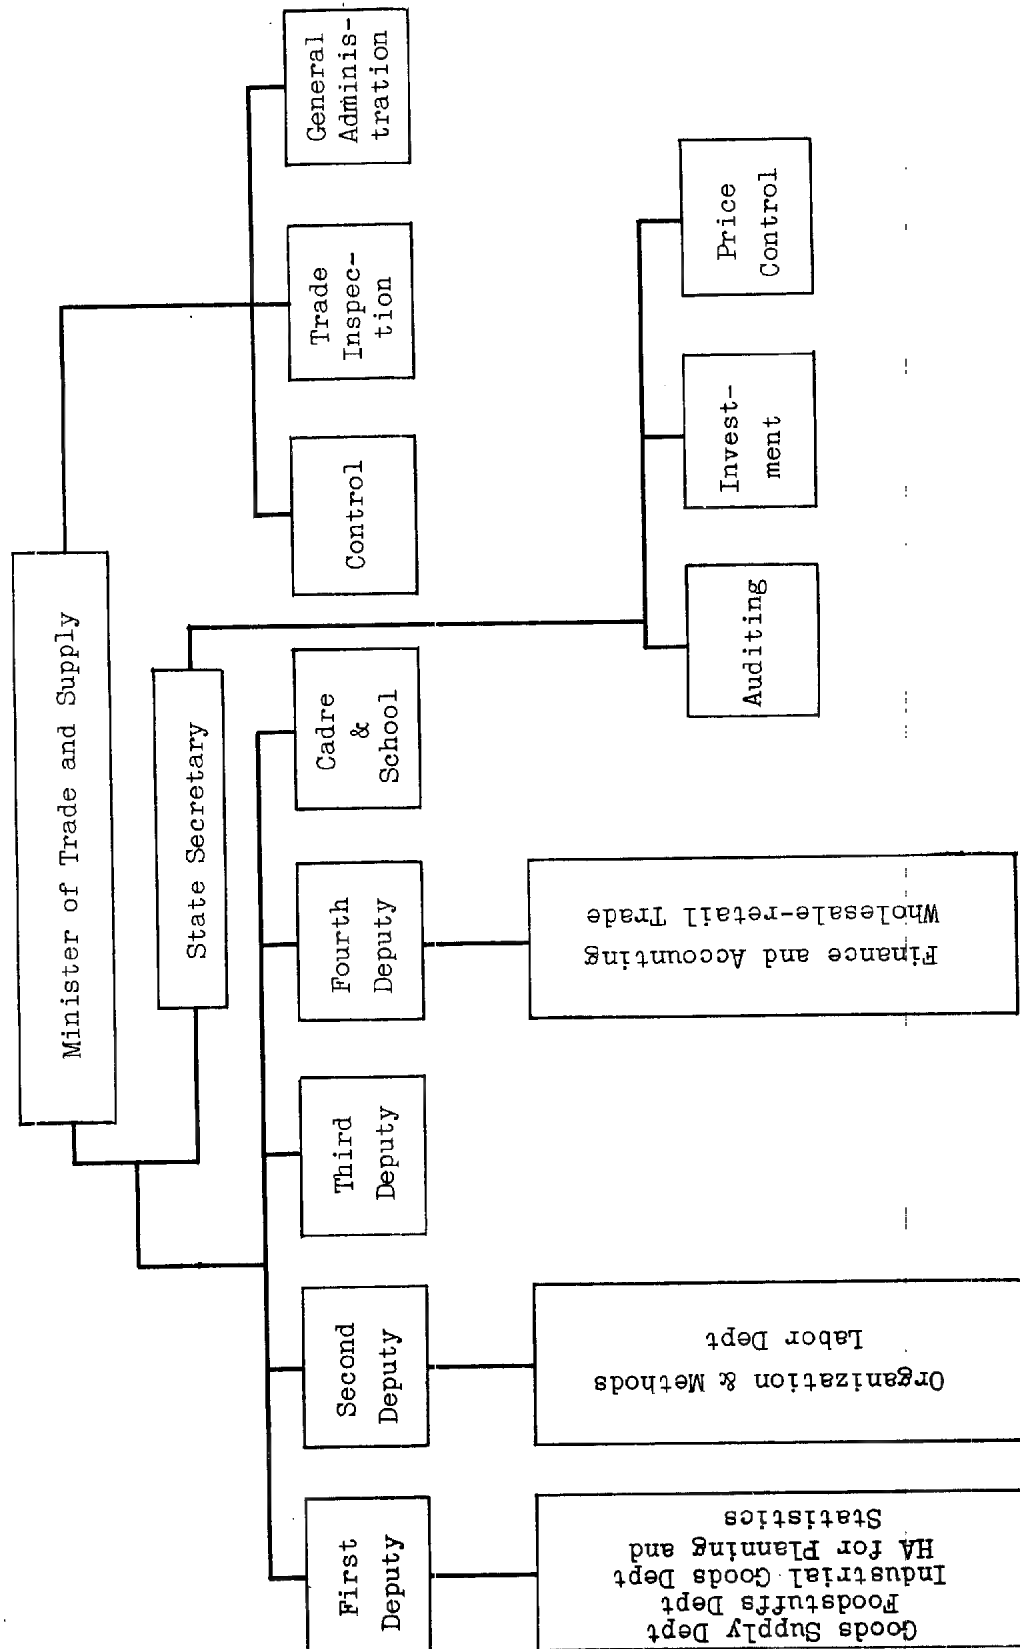 Minister of Trade and Supply
State Secretary
First
Deputy
Second
Deputy
Third
Deputy
Fourth
Deputy
Cadre
&
School
Control
Trade
Inspec-
tion
General
Adminis-
tration
Goods Supply Dept
Foodstuffs Dept
Industrial Goods Dept
HA for Planning and
Statistics
Organization & Methods
Labor Dept
Finance and Accounting
Wholesale-retail Trade
Auditing
Invest-
ment
Price
Control